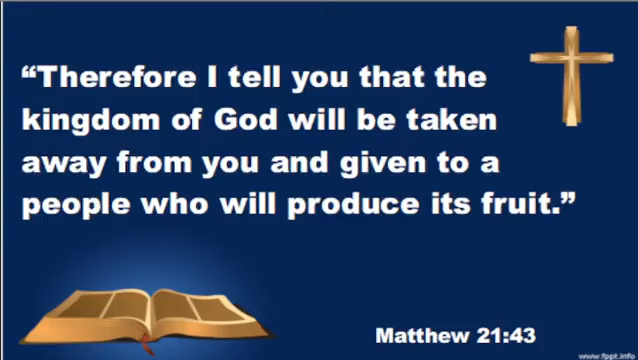 “Therefore I tell you that the
kingdom of God will be taken
away from you and given to a
people who will produce its fruit.”
Matthew 21:43
www.fppt.info